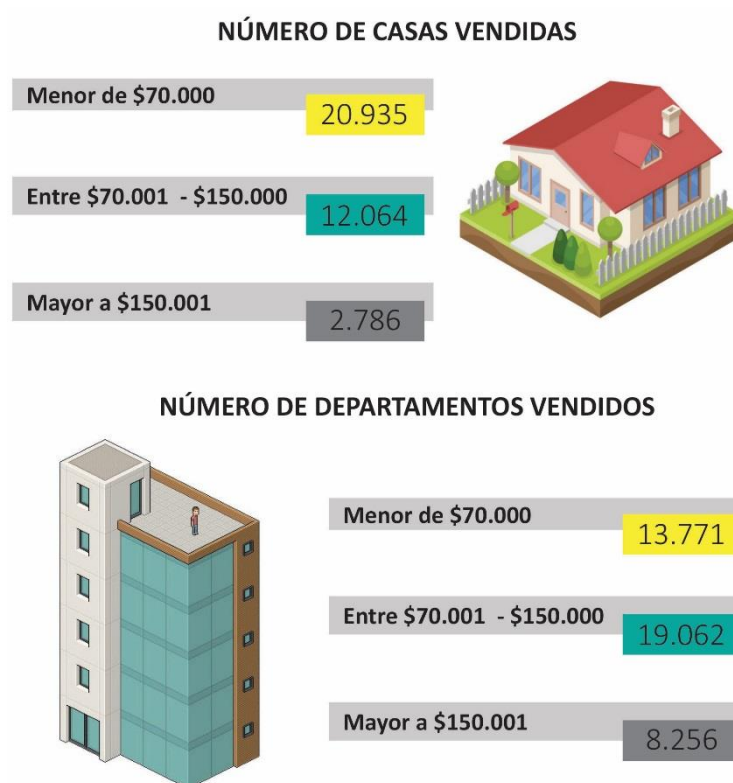 NÚMERO DE CASAS VENDIDAS
Menor de $70.000
20.935
Entre $70.001 - $150.000
12.064
Mayor a $150.001
2.786
NÚMERO DE DEPARTAMENTOS VENDIDOS
Menor de $70.000
13.771
Entre $70.001 - $150.000
19.062
Mayor a $150.001
8.256